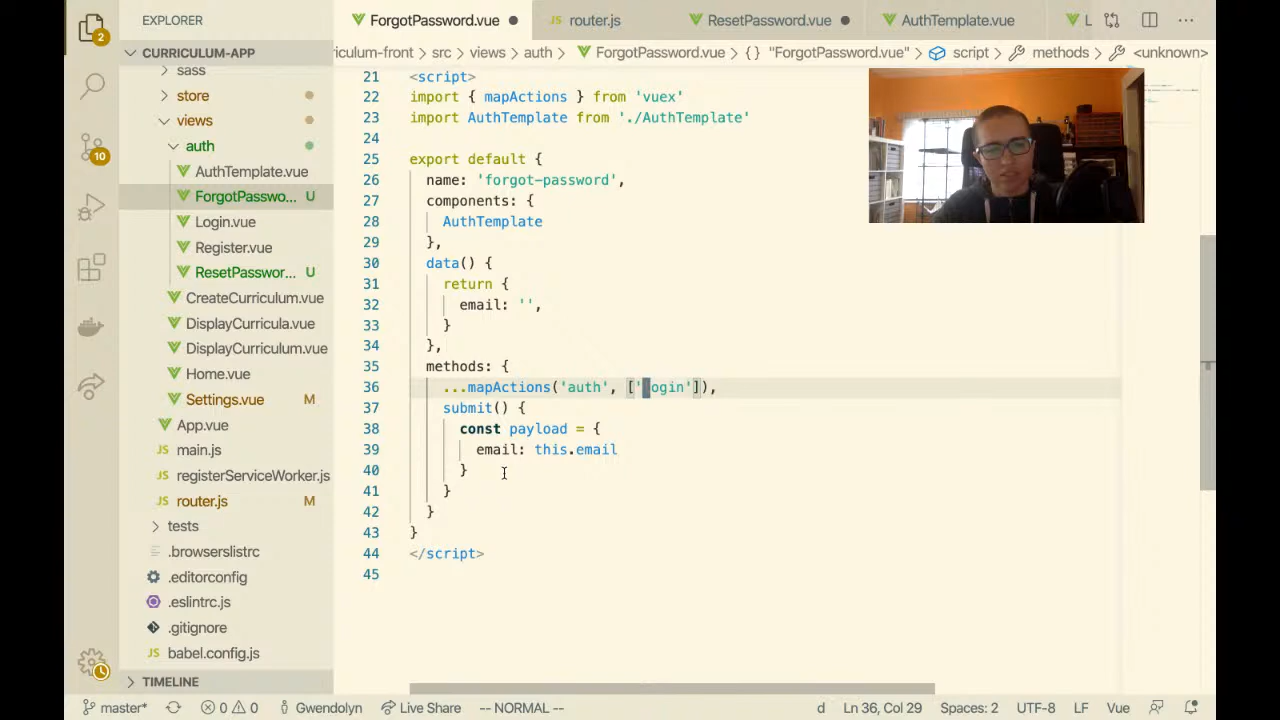 EXPLORER
ForgotPassword.vue
router.js
ResetPassword.vue
AuthTemplate.vue
L
CURRICULUM-APP
riculum-front > src > views > auth > ForgotPassword.vue > {} "ForgotPassword.vue" > script > methods > <unknown>
sass
store
views
auth
AuthTemplate.vue
ForgotPasswo... U
Login.vue
Register.vue
ResetPasswor... U
CreateCurriculum.vue
DisplayCurricula.vue
DisplayCurriculum.vue
Home.vue
Settings.vue M
App.vue
main.js
registerServiceWorker.js
router.js M
tests
.browserslistrc
.editorconfig
.eslintrc.js
.gitignore
babel.config.js
TIMELINE
2
10
21 <script>
22 import { mapActions } from 'vuex'
23 import AuthTemplate from './AuthTemplate'
24
25 export default {
26 name: 'forgot-password',
27 components: {
28 AuthTemplate
29 },
30 data() {
31 return {
32 email: '',
33 }
34 },
35 methods: {
36 ...mapActions('auth', ['login']),
37 submit() {
38 const payload = {
39 email: this.email
40 }
41 }
42 }
43 }
44 </script>
45
master* 0 0 Gwendolyn Live Share -- NORMAL -- d Ln 36, Col 29 Spaces: 2 UTF-8 LF Vue